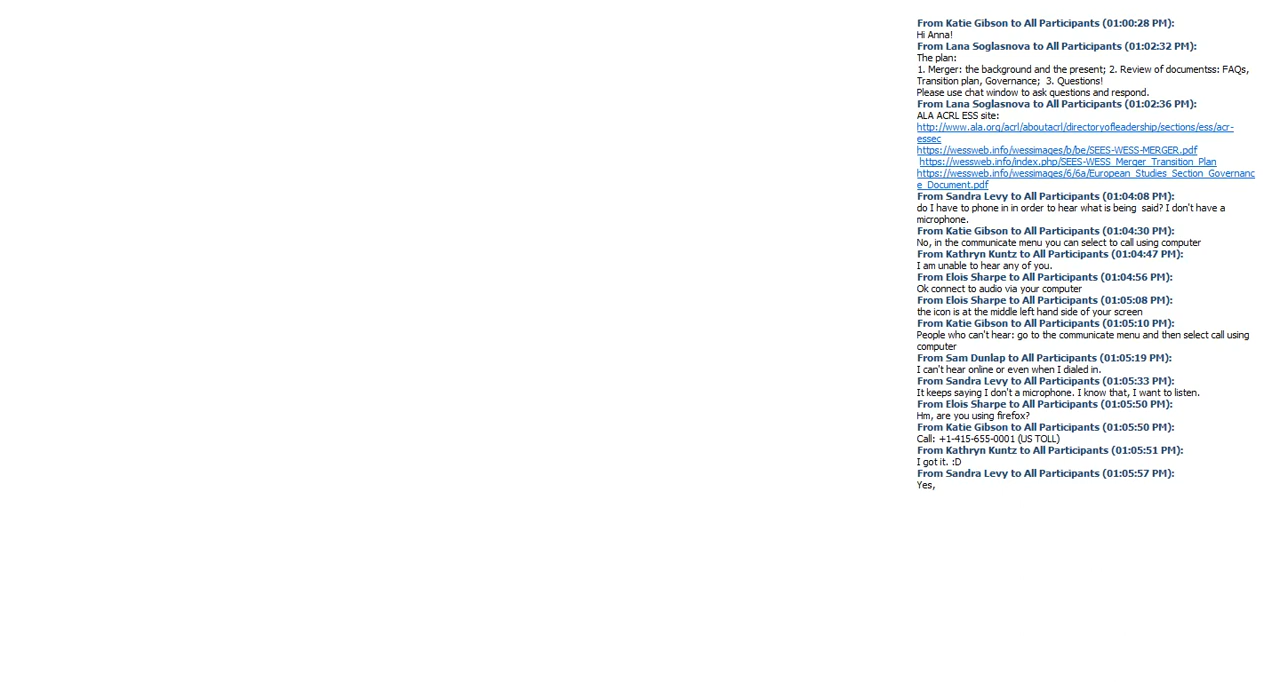 From Katie Gibson to All Participants (01:00:28 PM):
Hi Anna!
From Lana Soglasnova to All Participants (01:02:32 PM):
The plan:
1. Merger: the background and the present; 2. Review of documentss: FAQs,
Transition plan, Governance;  3. Questions!
Please use chat window to ask questions and respond.
From Lana Soglasnova to All Participants (01:02:36 PM):
ALA ACRL ESS site:
http://www.ala.org/acrl/aboutacrl/directoryofleadership/sections/ess/acr-
essec
https://wessweb.info/wessimages/b/be/SEES-WESS-MERGER.pdf
https://wessweb.info/index.php/SEES-WESS_Merger_Transition_Plan
https://wessweb.info/wessimages/6/6a/European_Studies_Section_Governanc
e_Document.pdf
From Sandra Levy to All Participants (01:04:08 PM):
do I have to phone in in order to hear what is being  said? I don't have a
microphone.
From Katie Gibson to All Participants (01:04:30 PM):
No, in the communicate menu you can select to call using computer
From Kathryn Kuntz to All Participants (01:04:47 PM):
I am unable to hear any of you.
From Elois Sharpe to All Participants (01:04:56 PM):
Ok connect to audio via your computer
From Elois Sharpe to All Participants (01:05:08 PM):
the icon is at the middle left hand side of your screen
From Katie Gibson to All Participants (01:05:10 PM):
People who can't hear: go to the communicate menu and then select call using
computer
From Sam Dunlap to All Participants (01:05:19 PM):
I can't hear online or even when I dialed in.
From Sandra Levy to All Participants (01:05:33 PM):
It keeps saying I don't a microphone. I know that, I want to listen.
From Elois Sharpe to All Participants (01:05:50 PM):
Hm, are you using firefox?
From Katie Gibson to All Participants (01:05:50 PM):
Call: +1-415-655-0001 (US TOLL)
From Kathryn Kuntz to All Participants (01:05:51 PM):
I got it. :D
From Sandra Levy to All Participants (01:05:57 PM):
Yes,